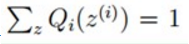 ∑_z Q_i(z^{(i)}) = 1